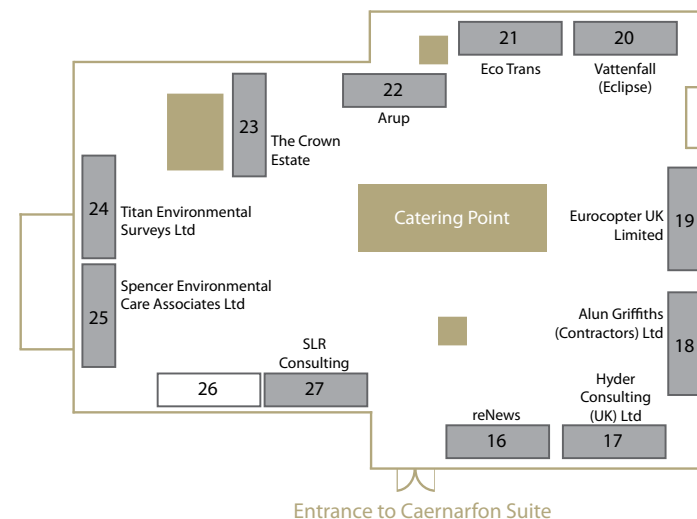 21
20
Eco Trans
Vattenfall
(Eclipse)
22
Arup
23
The Crown
Estate
24
Titan Environmental
Surveys Ltd
Catering Point
Eurocopter UK
Limited
19
Spencer Environmental
Care Associates Ltd
25
Alun Griffiths
(Contractors) Ltd
18
SLR
Consulting
26
27
Hyder
Consulting
(UK) Ltd
reNews
16
17
Entrance to Caernarfon Suite